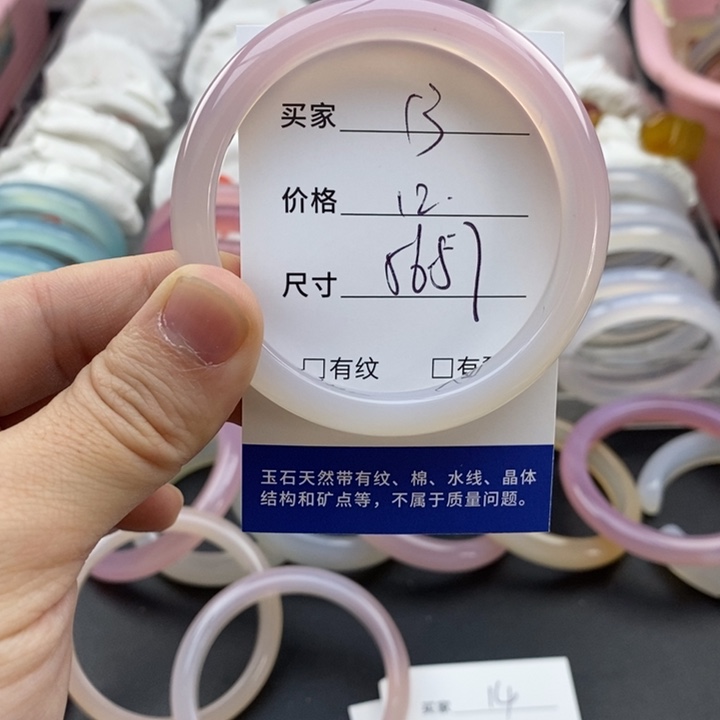 买家 13
价格 12.
尺寸 5657
□有纹 □有
玉石天然带有纹、棉、水线、晶体
结构和矿点等，不属于质量问题。
买家 14